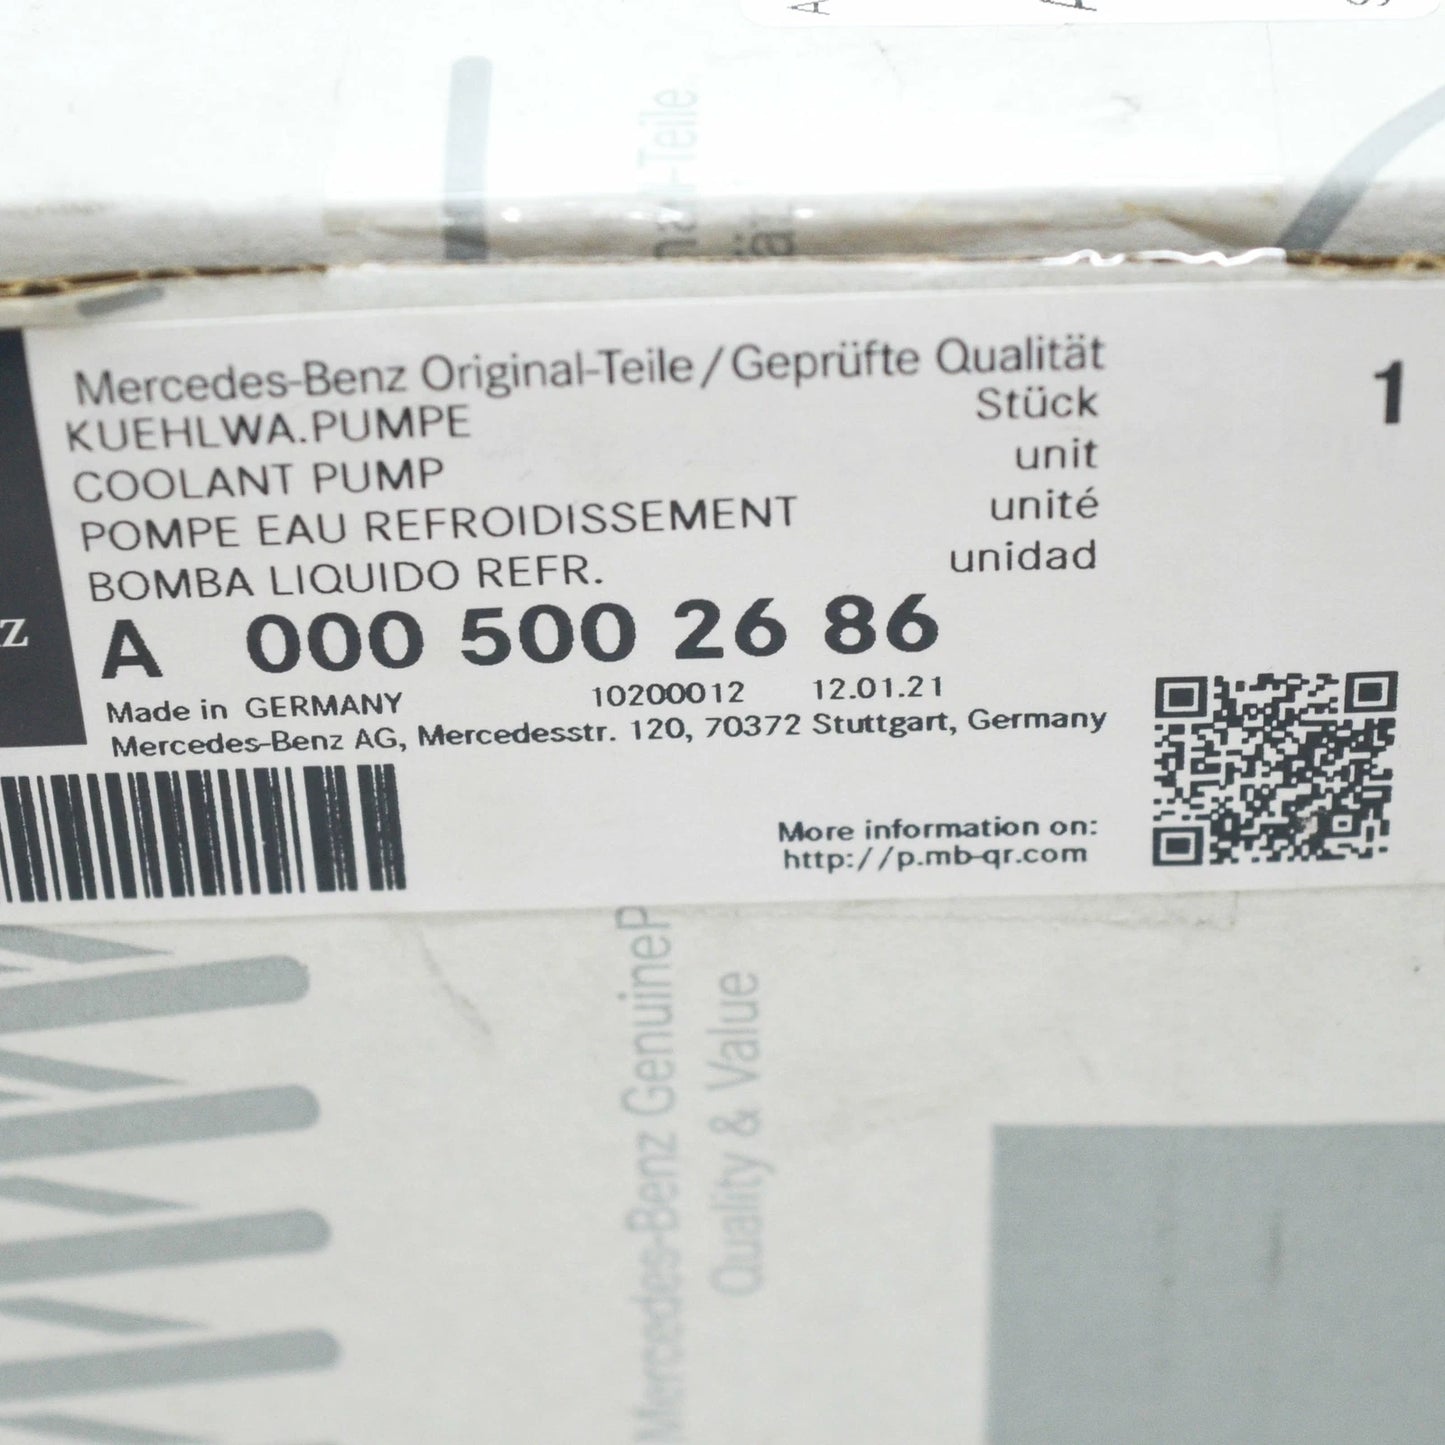 nal-Teile
Mercedes-Benz Original-Teile / Geprüfte Qualität
KUEHLWA.PUMPE Stück 1
COOLANT PUMP unit
POMPE EAU REFROIDISSEMENT unité
BOMBA LIQUIDO REFR. unidad
z
A 000 500 26 86
Made in GERMANY 10200012 12.01.21
Mercedes-Benz AG, Mercedesstr. 120, 70372 Stuttgart, Germany
More information on:
http://p.mb-qr.com
Mercedes-Benz GenuineP
Quality & Value